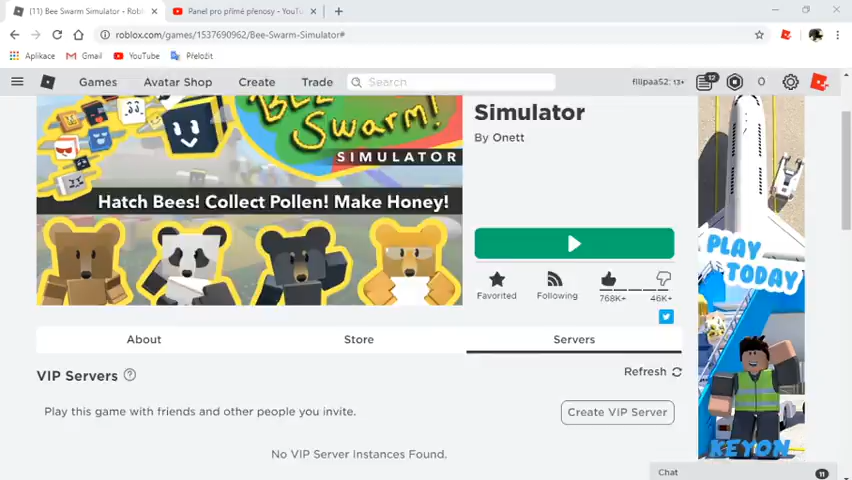 (11) Bee Swarm Simulator - Rob
Panel pro přímé přenosy - YouTu
roblox.com/games/1537690962/Bee-Swarm-Simulator#
Aplikace
Gmail
YouTube
Přeložit
Games
Avatar Shop
Create
Trade
Search
filipaa52: 13+
12
0
Bee
Swarm!
SIMULATOR
Hatch Bees! Collect Pollen! Make Honey!
Simulator
By Onett
Favorited
Following
768K+
46K+
About
Store
Servers
VIP Servers
Refresh
Play this game with friends and other people you invite.
Create VIP Server
No VIP Server Instances Found.
PLAY
TODAY
KEYON
Chat
11